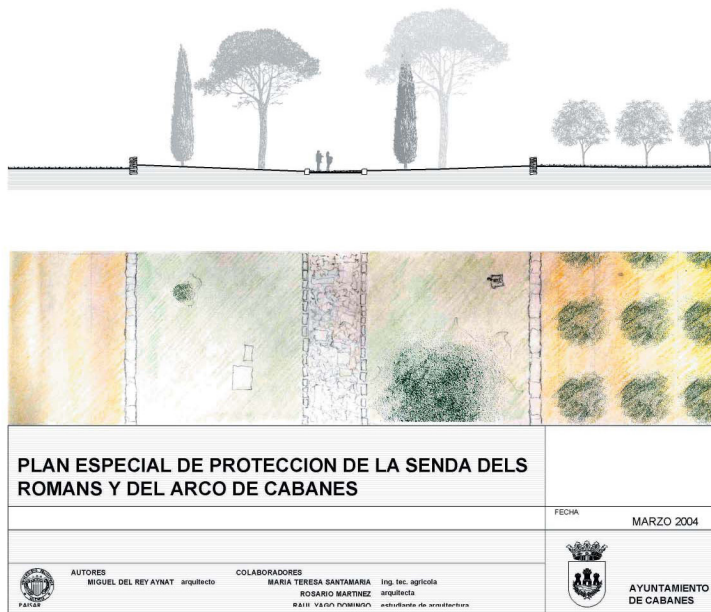 PLAN ESPECIAL DE PROTECCION DE LA SENDA DELS
ROMANS Y DEL ARCO DE CABANES
FECHA
MARZO 2004
AUTORES
MIGUEL DEL REY AYNAT arquitecto
COLABORADORES
MARIA TERESA SANTAMARIA ing. tec. agricola
ROSARIO MARTINEZ arquitecta
RAUL YAGO DOMINGO estudiante de arquitectura
PAISAR
AYUNTAMIENTO
DE CABANES